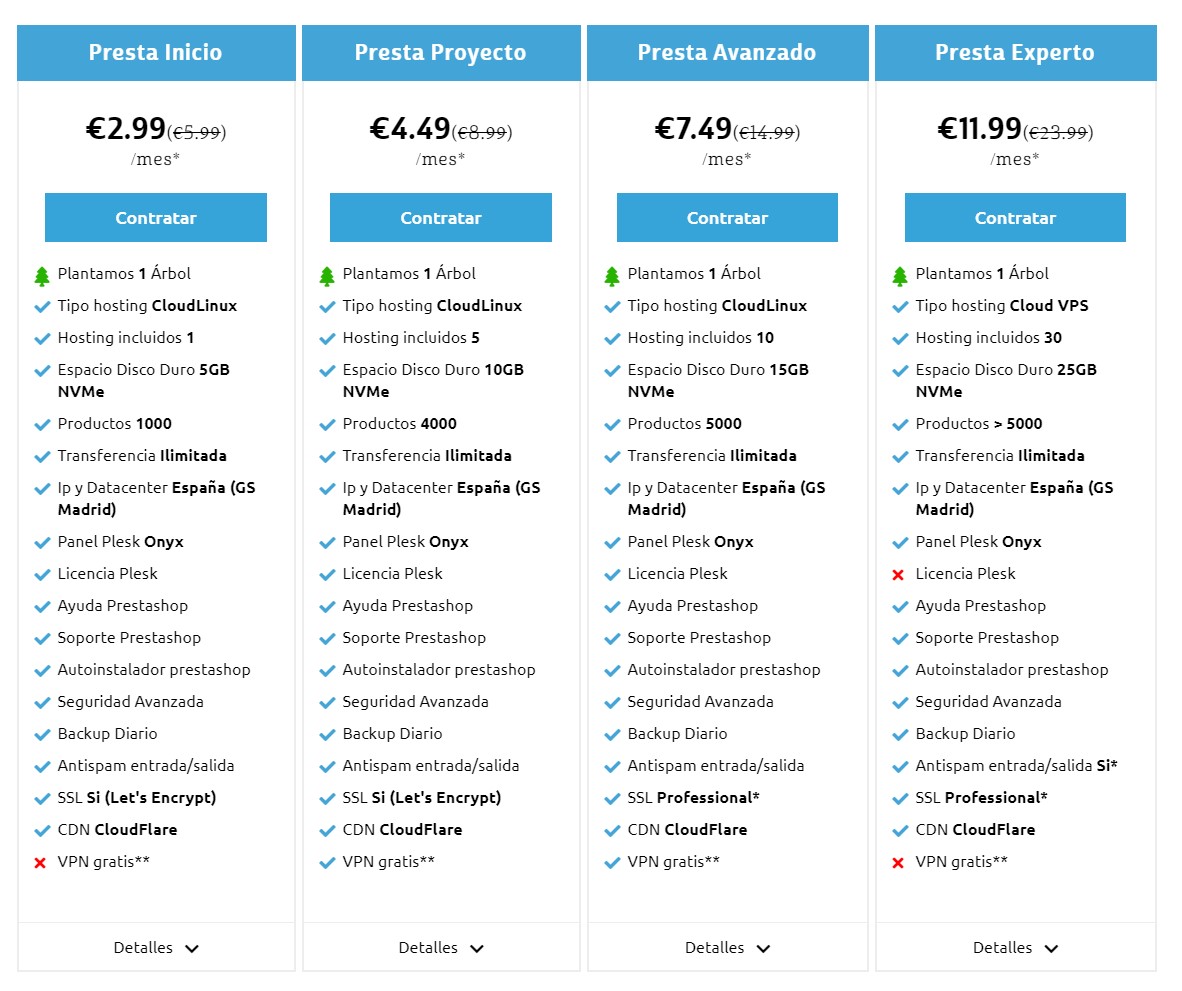 Presta Inicio
€2.99(€5.99)
/mes*
Contratar
Plantamos 1 Árbol
Tipo hosting CloudLinux
Hosting incluidos 1
Espacio Disco Duro 5GB
NVMe
Productos 1000
Transferencia Ilimitada
Ip y Datacenter España (GS
Madrid)
Panel Plesk Onyx
Licencia Plesk
Ayuda Prestashop
Soporte Prestashop
Autoinstalador prestashop
Seguridad Avanzada
Backup Diario
Antispam entrada/salida
SSL Si (Let's Encrypt)
CDN CloudFlare
VPN gratis**
Detalles
Presta Proyecto
€4.49(€8.99)
/mes*
Contratar
Plantamos 1 Árbol
Tipo hosting CloudLinux
Hosting incluidos 5
Espacio Disco Duro 10GB
NVMe
Productos 4000
Transferencia Ilimitada
Ip y Datacenter España (GS
Madrid)
Panel Plesk Onyx
Licencia Plesk
Ayuda Prestashop
Soporte Prestashop
Autoinstalador prestashop
Seguridad Avanzada
Backup Diario
Antispam entrada/salida
SSL Si (Let's Encrypt)
CDN CloudFlare
VPN gratis**
Detalles
Presta Avanzado
€7.49(€14.99)
/mes*
Contratar
Plantamos 1 Árbol
Tipo hosting CloudLinux
Hosting incluidos 10
Espacio Disco Duro 15GB
NVMe
Productos 5000
Transferencia Ilimitada
Ip y Datacenter España (GS
Madrid)
Panel Plesk Onyx
Licencia Plesk
Ayuda Prestashop
Soporte Prestashop
Autoinstalador prestashop
Seguridad Avanzada
Backup Diario
Antispam entrada/salida
SSL Professional*
CDN CloudFlare
VPN gratis**
Detalles
Presta Experto
€11.99(€23.99)
/mes*
Contratar
Plantamos 1 Árbol
Tipo hosting Cloud VPS
Hosting incluidos 30
Espacio Disco Duro 25GB
NVMe
Productos > 5000
Transferencia Ilimitada
Ip y Datacenter España (GS
Madrid)
Panel Plesk Onyx
Licencia Plesk
Ayuda Prestashop
Soporte Prestashop
Autoinstalador prestashop
Seguridad Avanzada
Backup Diario
Antispam entrada/salida Si*
SSL Professional*
CDN CloudFlare
VPN gratis**
Detalles